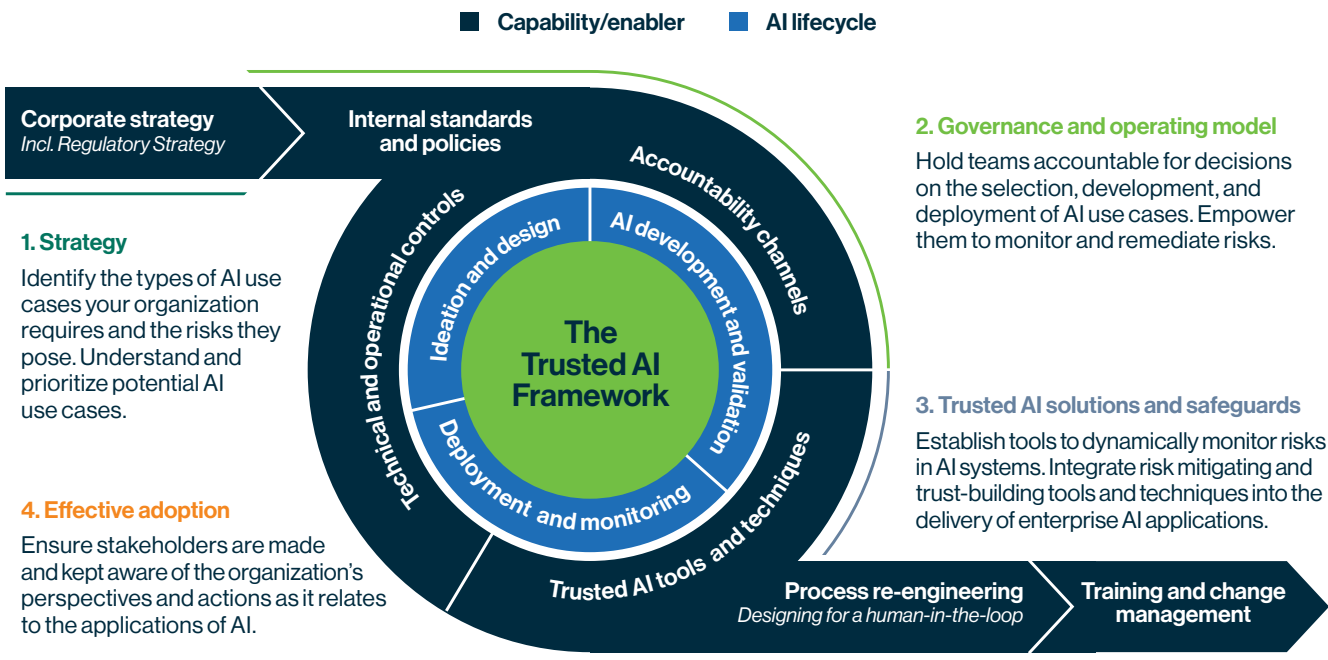 Capability/enabler
AI lifecycle
Corporate strategy
Incl. Regulatory Strategy
Internal standards
and policies
Accountability channels
Technical and operational controls
Ideation and design
AI development and validation
Deployment and monitoring
The
Trusted AI
Framework
Trusted AI tools and techniques
Process re-engineering
Designing for a human-in-the-loop
Training and change
management
1. Strategy
Identify the types of AI use
cases your organization
requires and the risks they
pose. Understand and
prioritize potential AI
use cases.
2. Governance and operating model
Hold teams accountable for decisions
on the selection, development, and
deployment of AI use cases. Empower
them to monitor and remediate risks.
3. Trusted AI solutions and safeguards
Establish tools to dynamically monitor risks
in AI systems. Integrate risk mitigating and
trust-building tools and techniques into the
delivery of enterprise AI applications.
4. Effective adoption
Ensure stakeholders are made
and kept aware of the organization's
perspectives and actions as it relates
to the applications of AI.